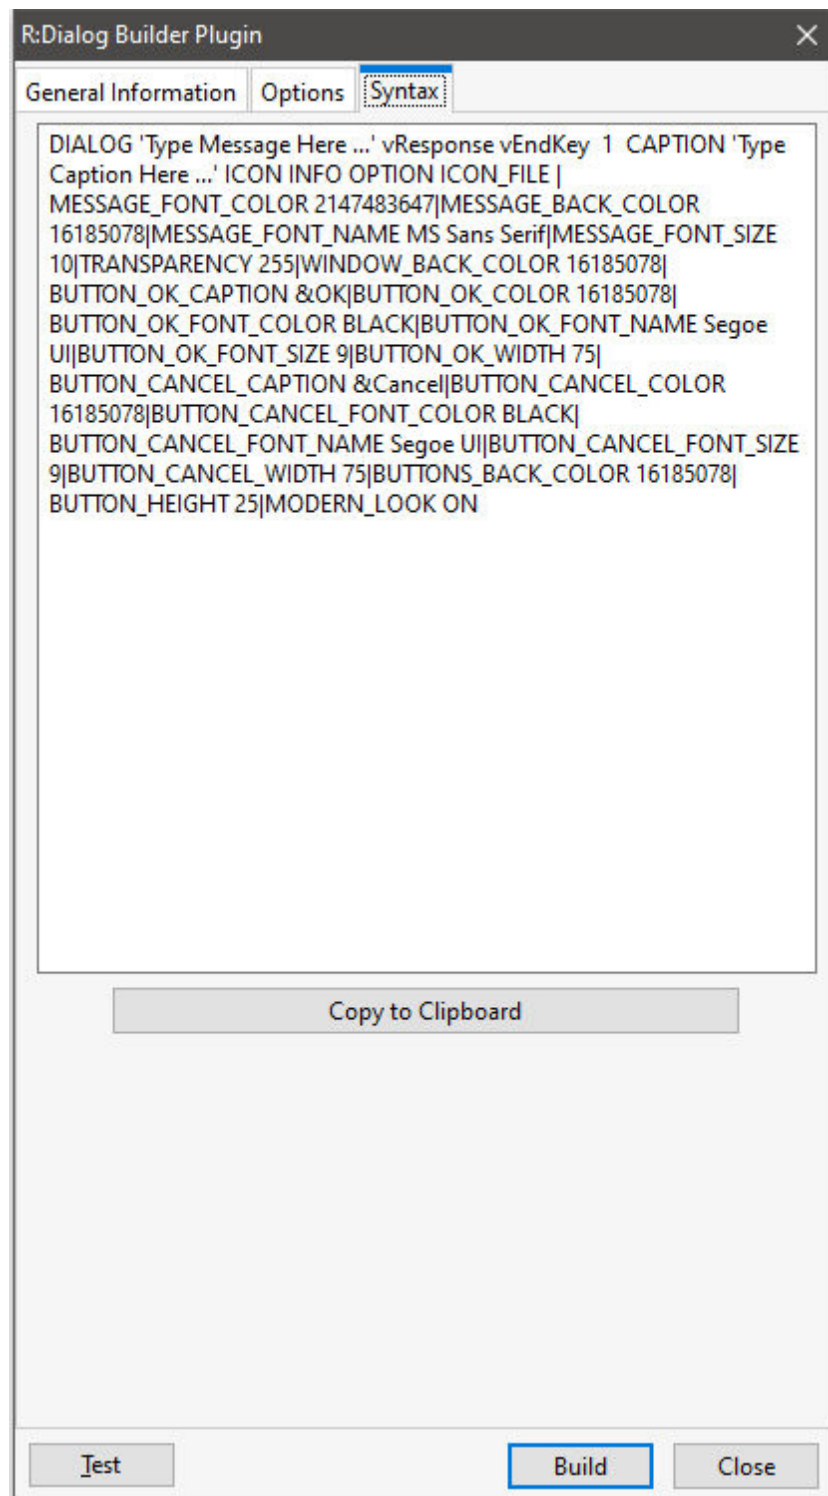 R:Dialog Builder Plugin
General Information Options Syntax
DIALOG 'Type Message Here ...' vResponse vEndKey  1  CAPTION 'Type
Caption Here ...' ICON INFO OPTION ICON_FILE |
MESSAGE_FONT_COLOR 2147483647|MESSAGE_BACK_COLOR
16185078|MESSAGE_FONT_NAME MS Sans Serif|MESSAGE_FONT_SIZE
10|TRANSPARENCY 255|WINDOW_BACK_COLOR 16185078|
BUTTON_OK_CAPTION &OK|BUTTON_OK_COLOR 16185078|
BUTTON_OK_FONT_COLOR BLACK|BUTTON_OK_FONT_NAME Segoe
UI|BUTTON_OK_FONT_SIZE 9|BUTTON_OK_WIDTH 75|
BUTTON_CANCEL_CAPTION &Cancel|BUTTON_CANCEL_COLOR
16185078|BUTTON_CANCEL_FONT_COLOR BLACK|
BUTTON_CANCEL_FONT_NAME Segoe UI|BUTTON_CANCEL_FONT_SIZE
9|BUTTON_CANCEL_WIDTH 75|BUTTONS_BACK_COLOR 16185078|
BUTTON_HEIGHT 25|MODERN_LOOK ON
Copy to Clipboard
Test Build Close